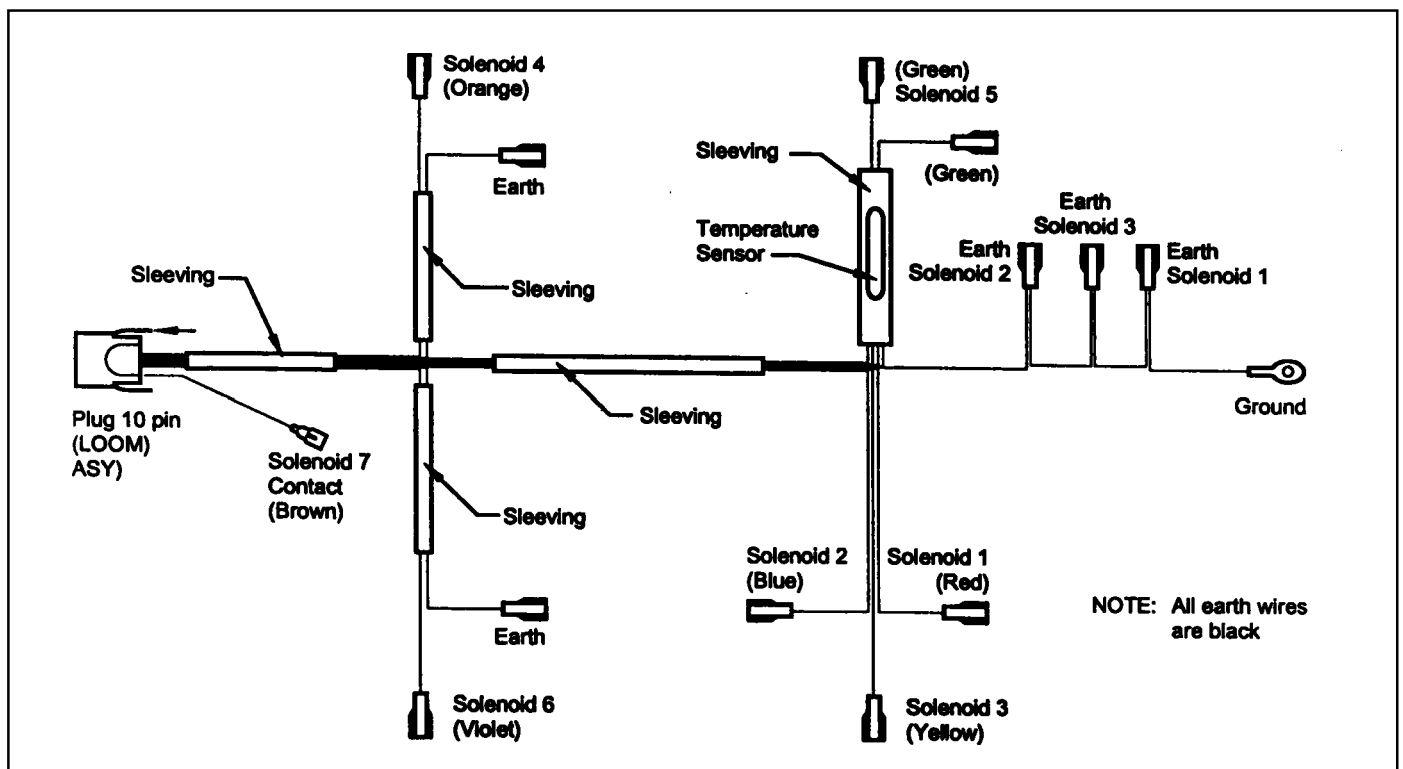 Solenoid 4
(Orange)
Earth
(Green)
Solenoid 5
Sleeving
(Green)
Temperature
Sensor
Earth
Solenoid 3
Earth
Solenoid 2
Earth
Solenoid 1
Sleeving
Sleeving
Sleeving
Ground
Plug 10 pin
(LOOM)
ASY)
Solenoid 7
Contact
(Brown)
Sleeving
Solenoid 2
(Blue)
Solenoid 1
(Red)
NOTE: All earth wires
are black
Earth
Solenoid 6
(Violet)
Solenoid 3
(Yellow)